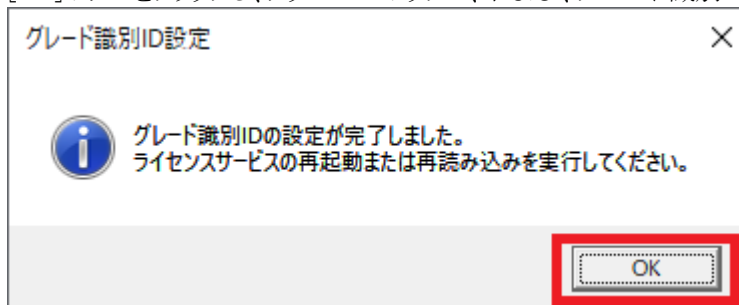 グレード識別ID設定
グレード識別IDの設定が完了しました。
ライセンスサービスの再起動または再読み込みを実行してください。
OK